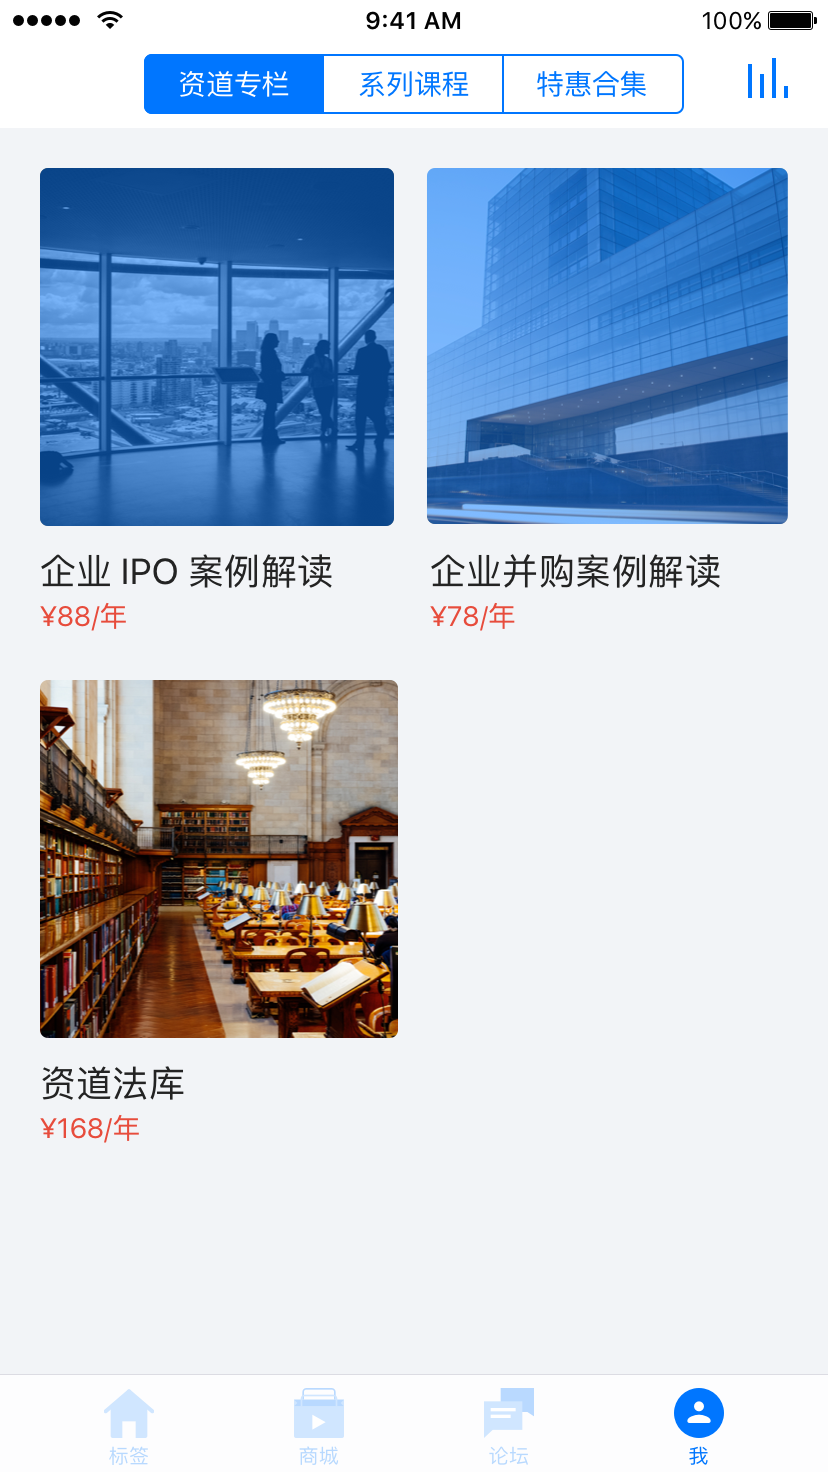 9:41 AM
100%
资道专栏
系列课程
特惠合集
企业 IPO 案例解读
¥88/年
企业并购案例解读
¥78/年
资道法库
¥168/年
标签
商城
论坛
我